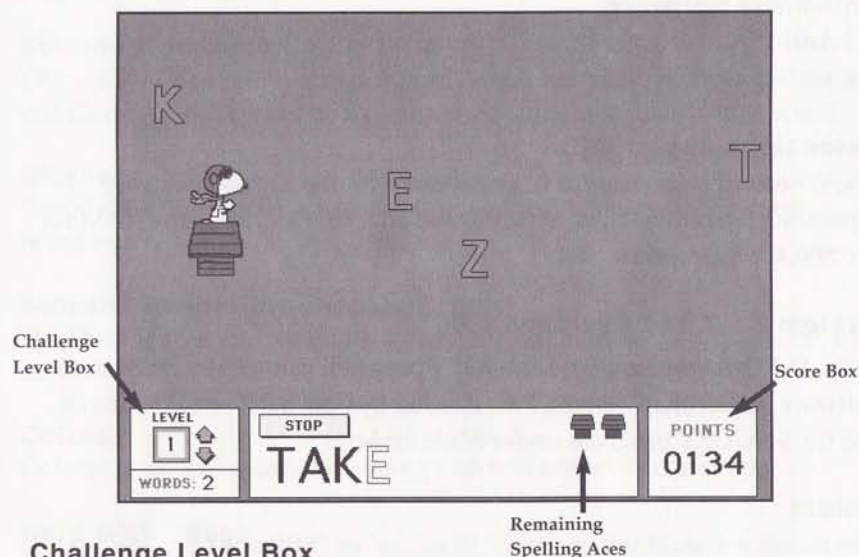 K
T
E
Z
Challenge
Level Box
Score Box
LEVEL
1
WORDS: 2
STOP
TAKE
POINTS
0134
Remaining
Spelling Aces
Challenge Level Box